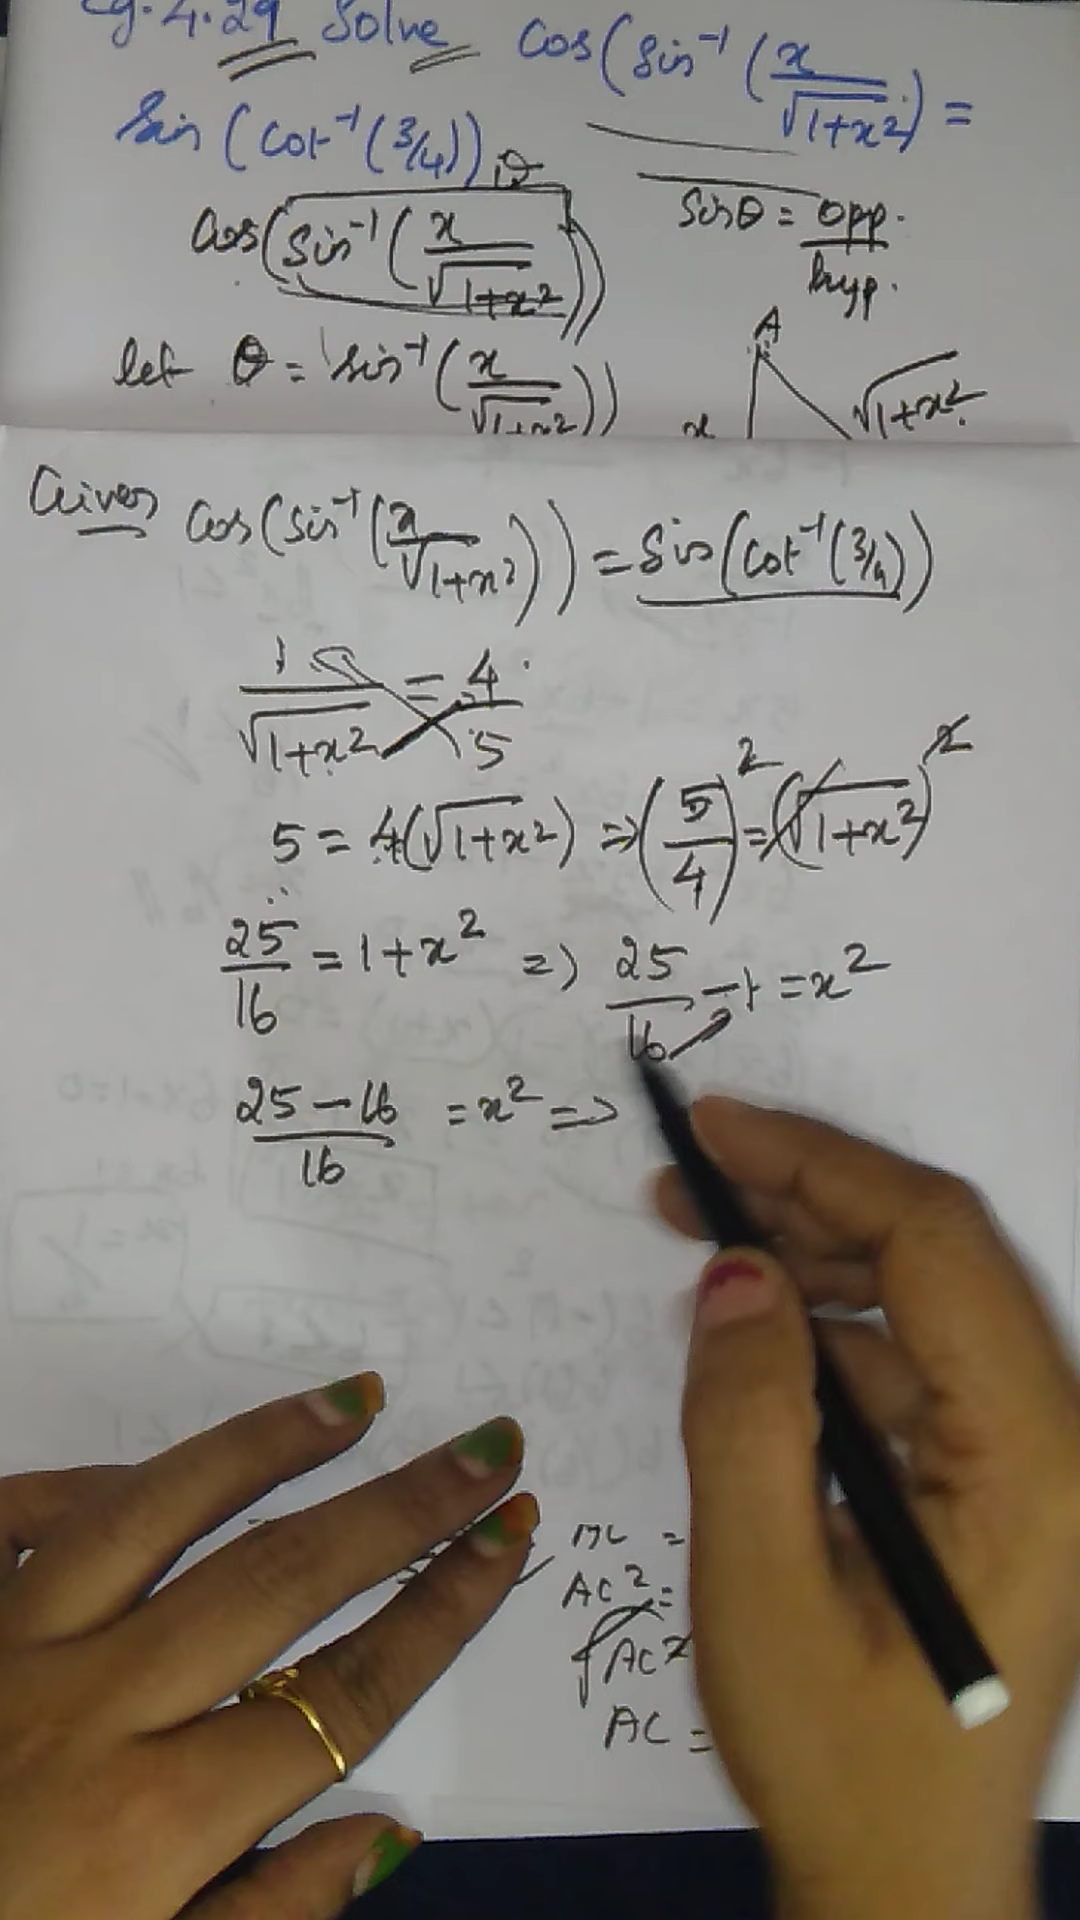 Eg. 4.29 Solve cos(sin⁻¹(x/√1+x²) =
sin(cot⁻¹(3/4))
θ
cos(sin⁻¹(x/√1+x²))
sinθ = opp./hyp.
A
let θ = sin⁻¹(x/√1+x²))
x
√1+x²
Given cos(sin⁻¹(x/√1+x²)) = sin(cot⁻¹(3/4))
1/√1+x² = 4/5
5 = 4(√1+x²) ⇒ (5/4)² = (√1+x²)²
25/16 = 1+x² ⇒ 25/16 - 1 = x²
25-16/16 = x² ⇒
AC² =
√AC²
AC =